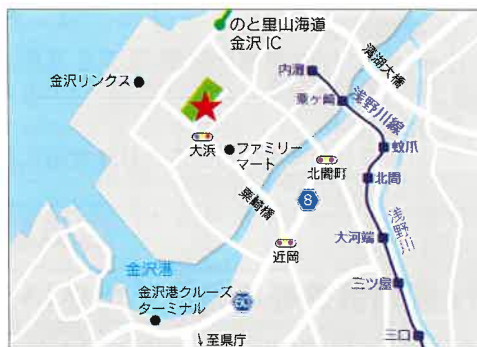 のと里山海道
金沢IC
金沢リンクス
内灘
清湖大橋
粟ヶ崎
浅野川線
大浜
ファミリー
マート
蚊爪
北間町
北間
粟崎橋
8
浅野川
大河端
近岡
金沢港
三ツ屋
金沢港クルーズ
ターミナル
60
三口
↓至県庁